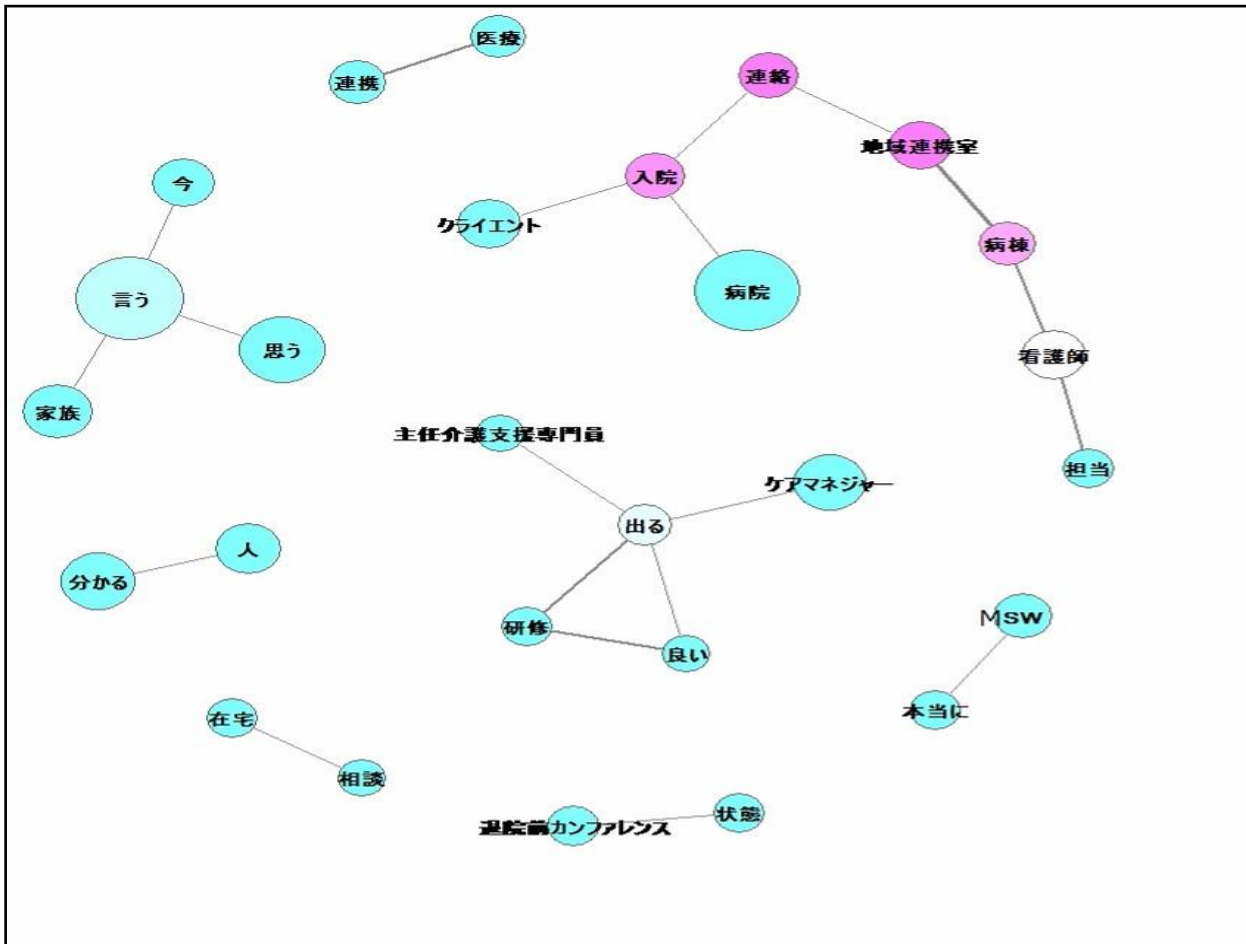 医療
連携
連絡
地域連携室
今
入院
クライエント
病棟
言う
病院
思う
看護師
家族
主任介護支援専門員
担当
ケアマネジャー
出る
人
分かる
研修
MSW
良い
本当に
在宅
相談
退院前カンファレンス
状態